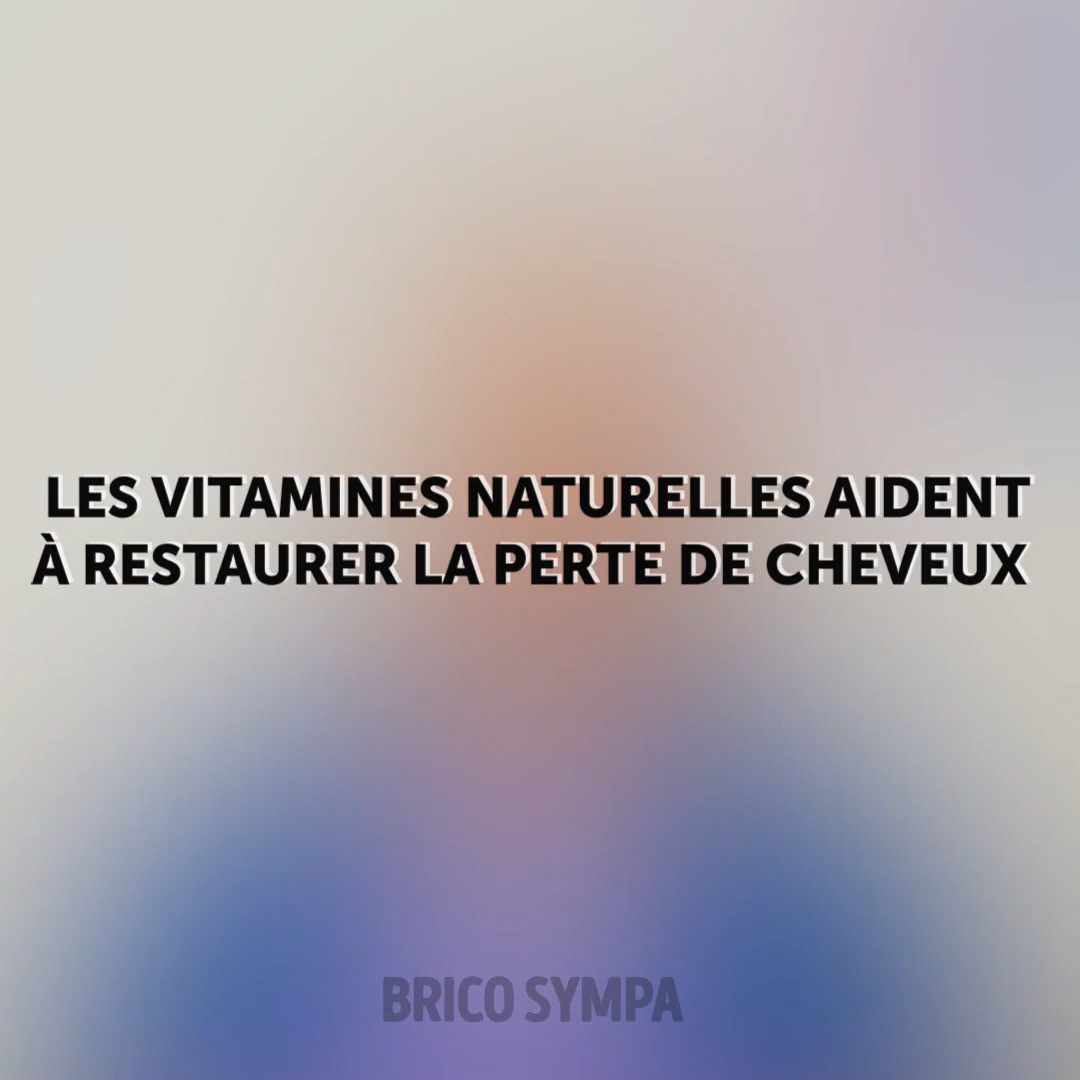 LES VITAMINES NATURELLES AIDENT
À RESTAURER LA PERTE DE CHEVEUX
BRICO SYMPA